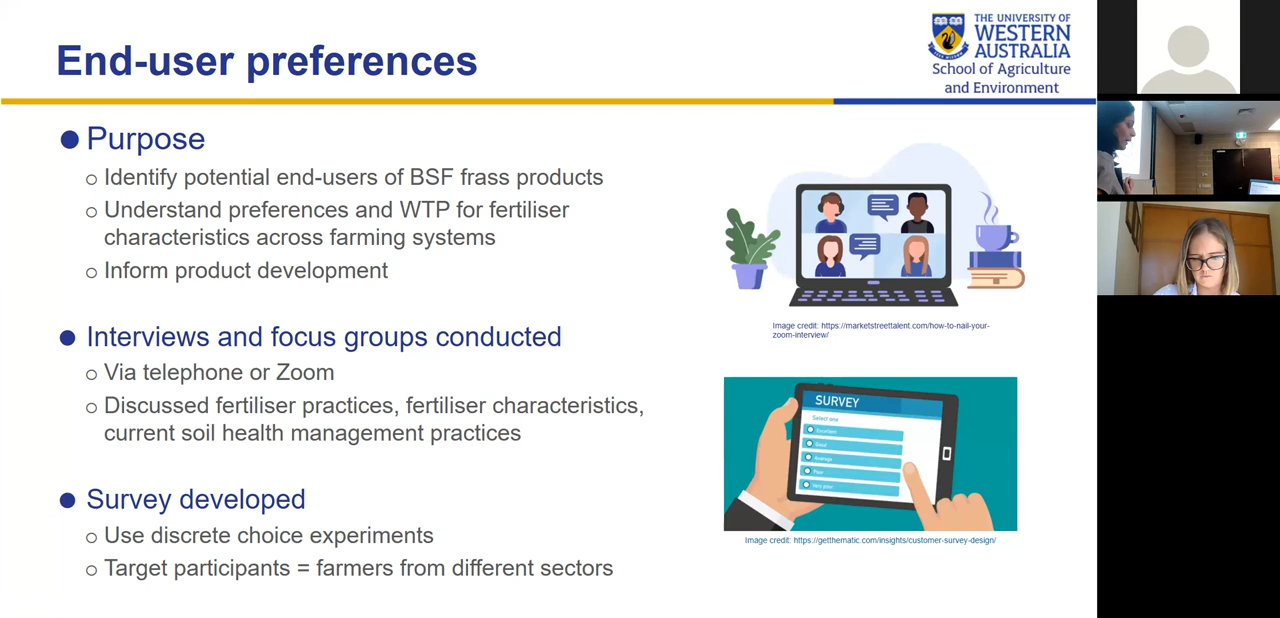 End-user preferences
THE UNIVERSITY OF
WESTERN
AUSTRALIA
School of Agriculture
and Environment
● Purpose
○ Identify potential end-users of BSF frass products
○ Understand preferences and WTP for fertiliser
characteristics across farming systems
○ Inform product development
● Interviews and focus groups conducted
○ Via telephone or Zoom
○ Discussed fertiliser practices, fertiliser characteristics,
current soil health management practices
● Survey developed
○ Use discrete choice experiments
○ Target participants = farmers from different sectors
Image credit: https://marketstreettalent.com/how-to-nail-your-
zoom-interview/
SURVEY
Select one
Excellent
Good
Average
Poor
Very poor
Image credit: https://getthematic.com/insights/customer-survey-design/